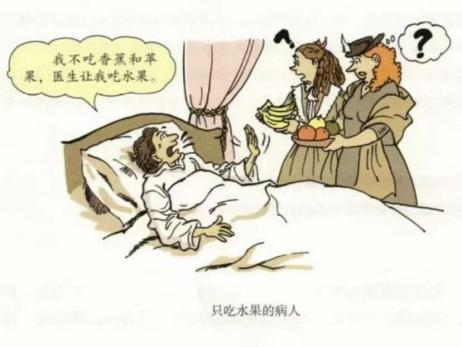 我不吃香蕉和苹
果，医生让我吃水果。
?
?
只吃水果的病人